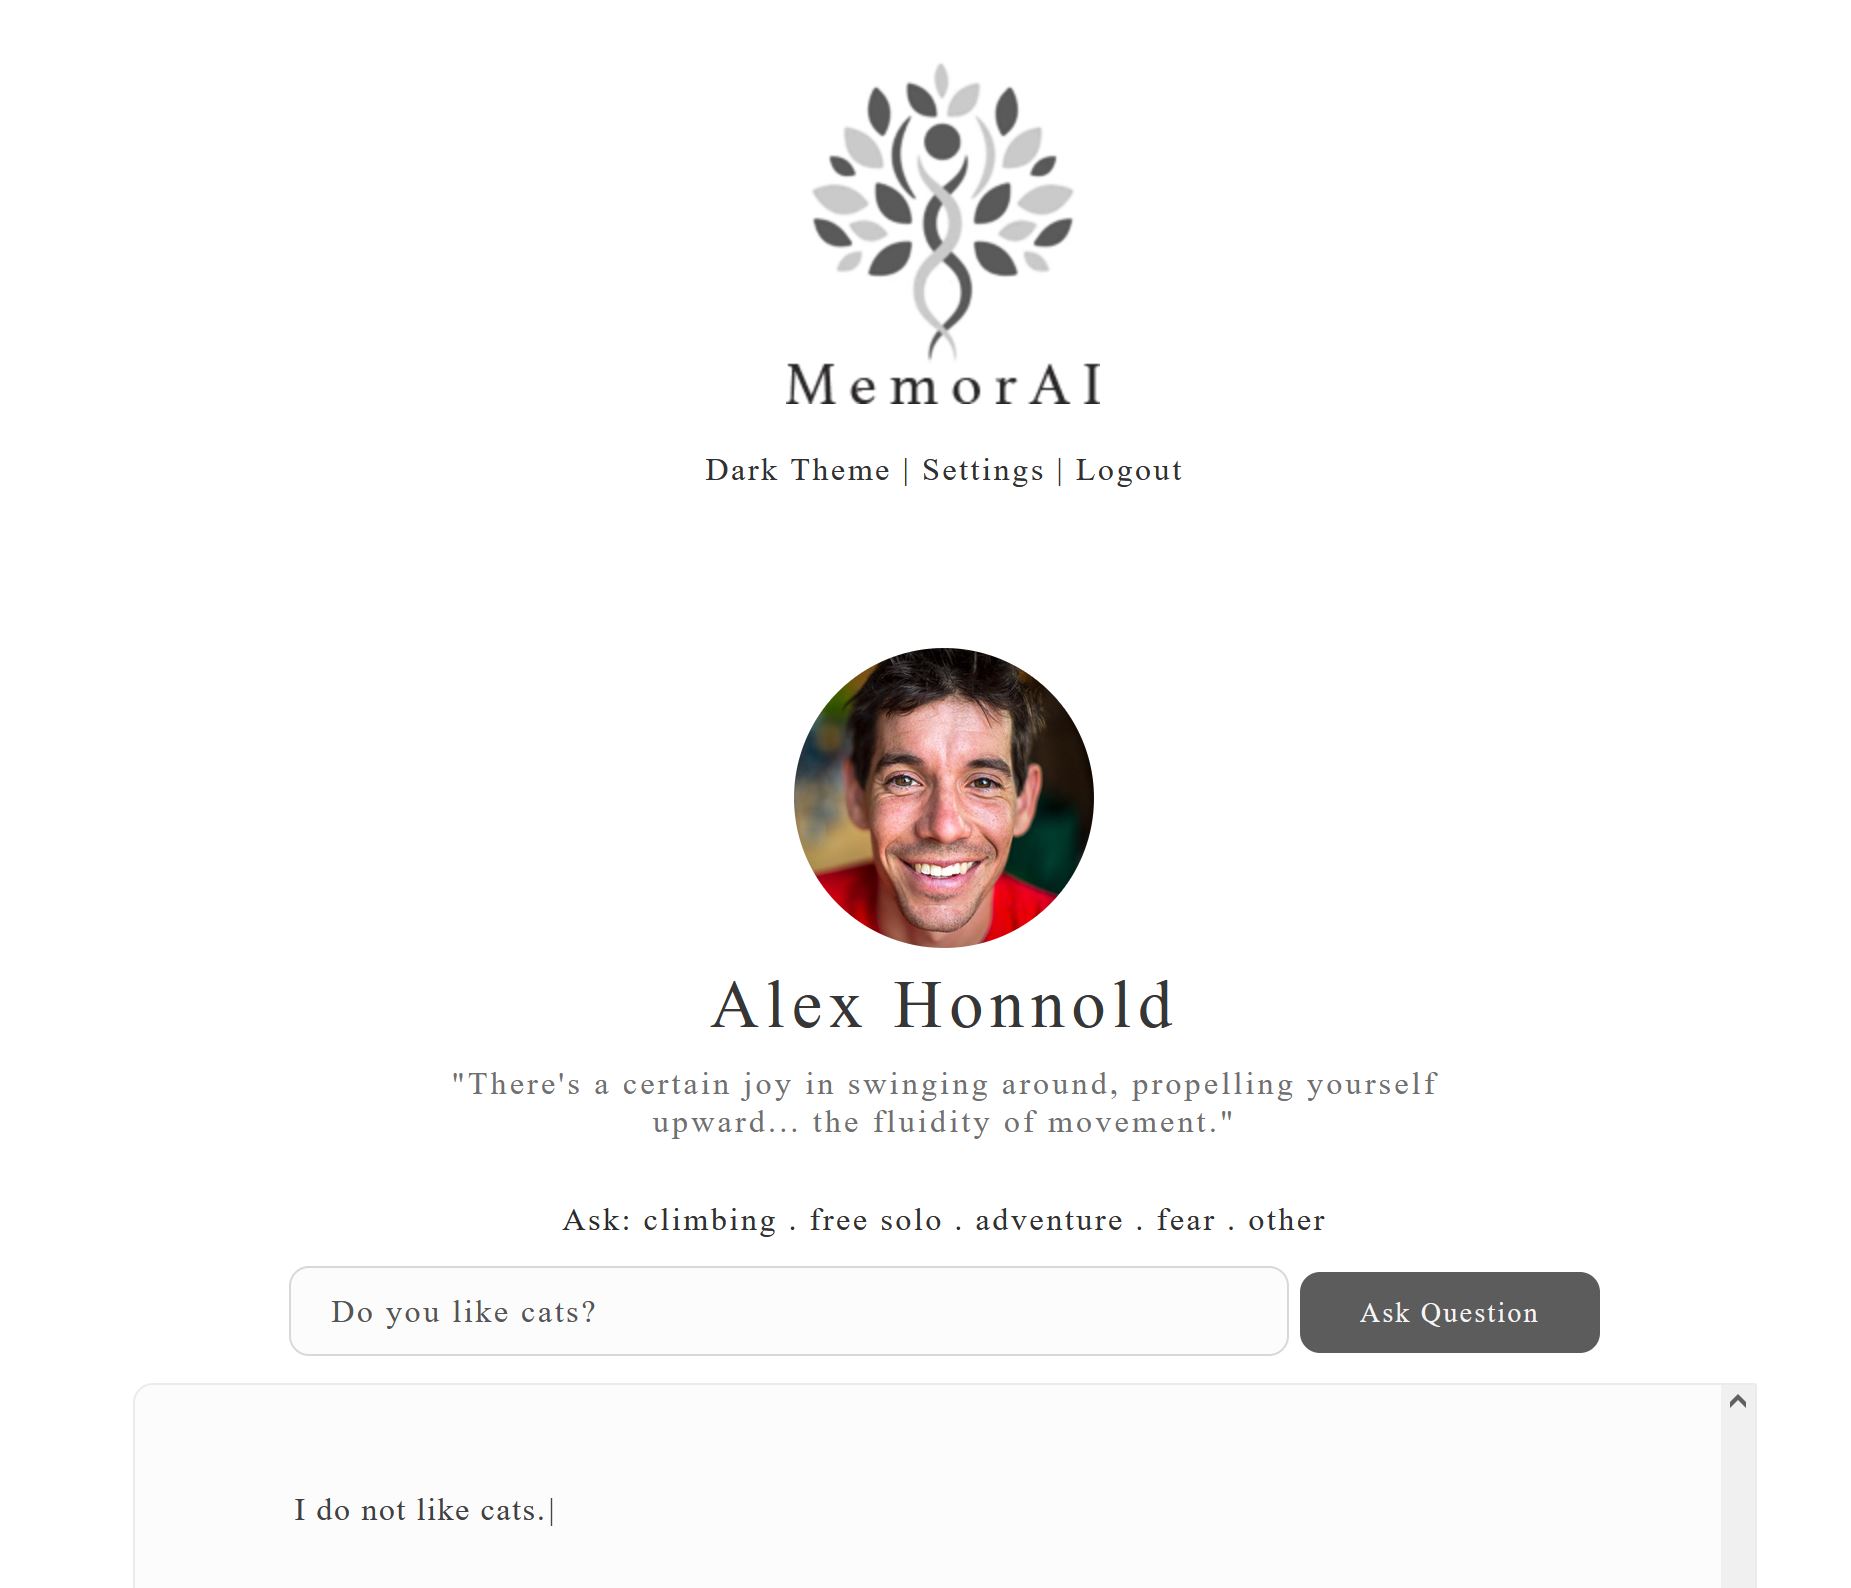 MemorAI
Dark Theme | Settings | Logout
Alex Honnold
"There's a certain joy in swinging around, propelling yourself
upward... the fluidity of movement."
Ask: climbing . free solo . adventure . fear . other
Do you like cats?
Ask Question
I do not like cats.|